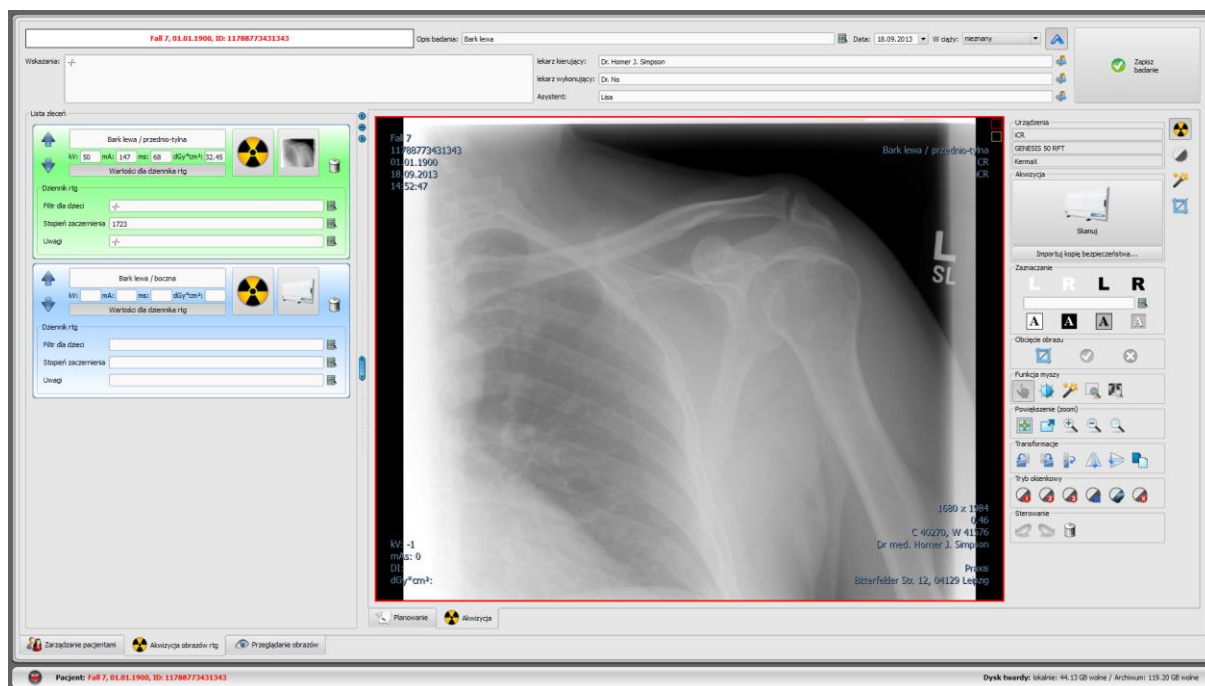 Fall 7, 01.01.1900, ID: 11788773431343
Opis badania: Bark lewa
Data: 18.09.2013
W ciąży: nieznany
Wskazania: -/-
lekarz kierujący: Dr. Homer J. Simpson
lekarz wykonujący: Dr. No
Asystent: Lisa
Zapisz
badanie
Lista zleceń
Bark lewa / przednio-tylna
kV: 50 mA: 147 ms: 68 dGy*cm²: 32.45
Wartości dla dziennika rtg
Dziennik rtg
Filtr dla dzieci -/-
Stopień zaczernienia 1723
Uwagi -/-
Bark lewa / boczna
kV: mA: ms: dGy*cm²:
Wartości dla dziennika rtg
Dziennik rtg
Filtr dla dzieci
Stopień zaczernienia
Uwagi
Fall 7
11788773431343
01.01.1900
18.09.2013
14:52:47
Bark lewa / przednio-tylna
CR
iCR
L
SL
kV: -1
mAs: 0
DI:
dGy*cm²:
1680 x 1984
0.46
C 40270, W 41676
Dr med. Homer J. Simpson
Praxis
Bitterfelder Str. 12, 04129 Leipzig
Urządzenia
iCR
GENESIS 50 RPT
KermaX
Akwizycja
Skanuj
Importuj kopię bezpieczeństwa...
Zaznaczanie
L R L R
A A A A
Obcięcie obrazu
Funkcja myszy
Powiększenie (zoom)
Transformacje
Tryb okienkowy
Sterowanie
Planowanie
Akwizycja
Zarządzanie pacjentami
Akwizycja obrazów rtg
Przeglądanie obrazów
Pacjent: Fall 7, 01.01.1900, ID: 11788773431343
Dysk twardy: lokalnie: 44.13 GB wolne / Archiwum: 119.20 GB wolne